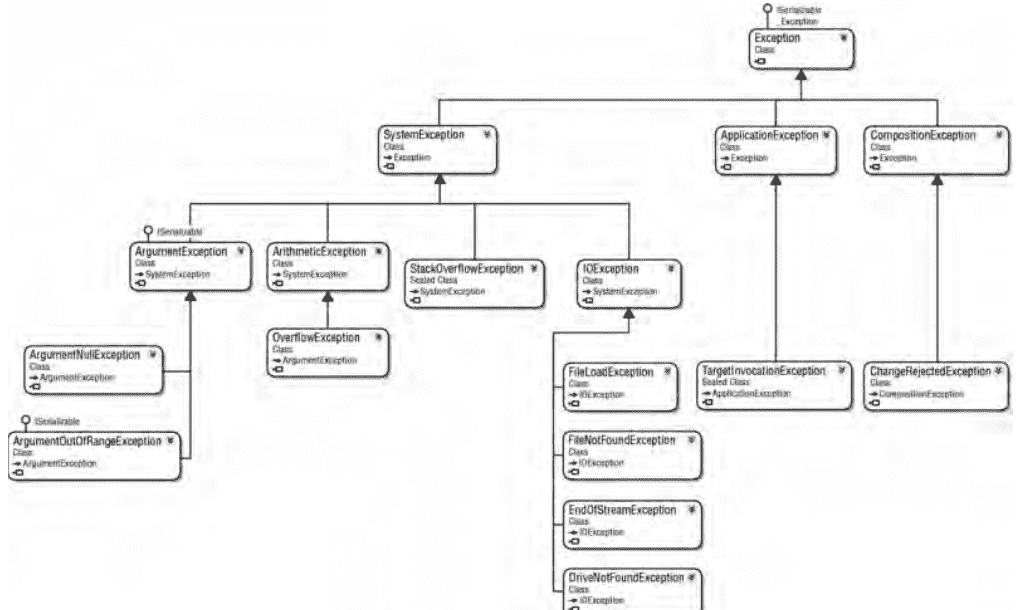 ISerializable
_Exception
Exception
Class
SystemException
Class
Exception
ApplicationException
Class
Exception
CompositionException
Class
Exception
ISerializable
ArgumentException
Class
SystemException
ArithmeticException
Class
SystemException
StackOverflowException
Sealed Class
SystemException
IOException
Class
SystemException
OverflowException
Class
ArgumentException
ArgumentNullException
Class
ArgumentException
ISerializable
ArgumentOutOfRangeException
Class
ArgumentException
FileLoadException
Class
IOException
FileNotFoundException
Class
IOException
EndOfStreamException
Class
IOException
DriveNotFoundException
Class
IOException
TargetInvocationException
Sealed Class
ApplicationException
ChangeRejectedException
Class
CompositionException